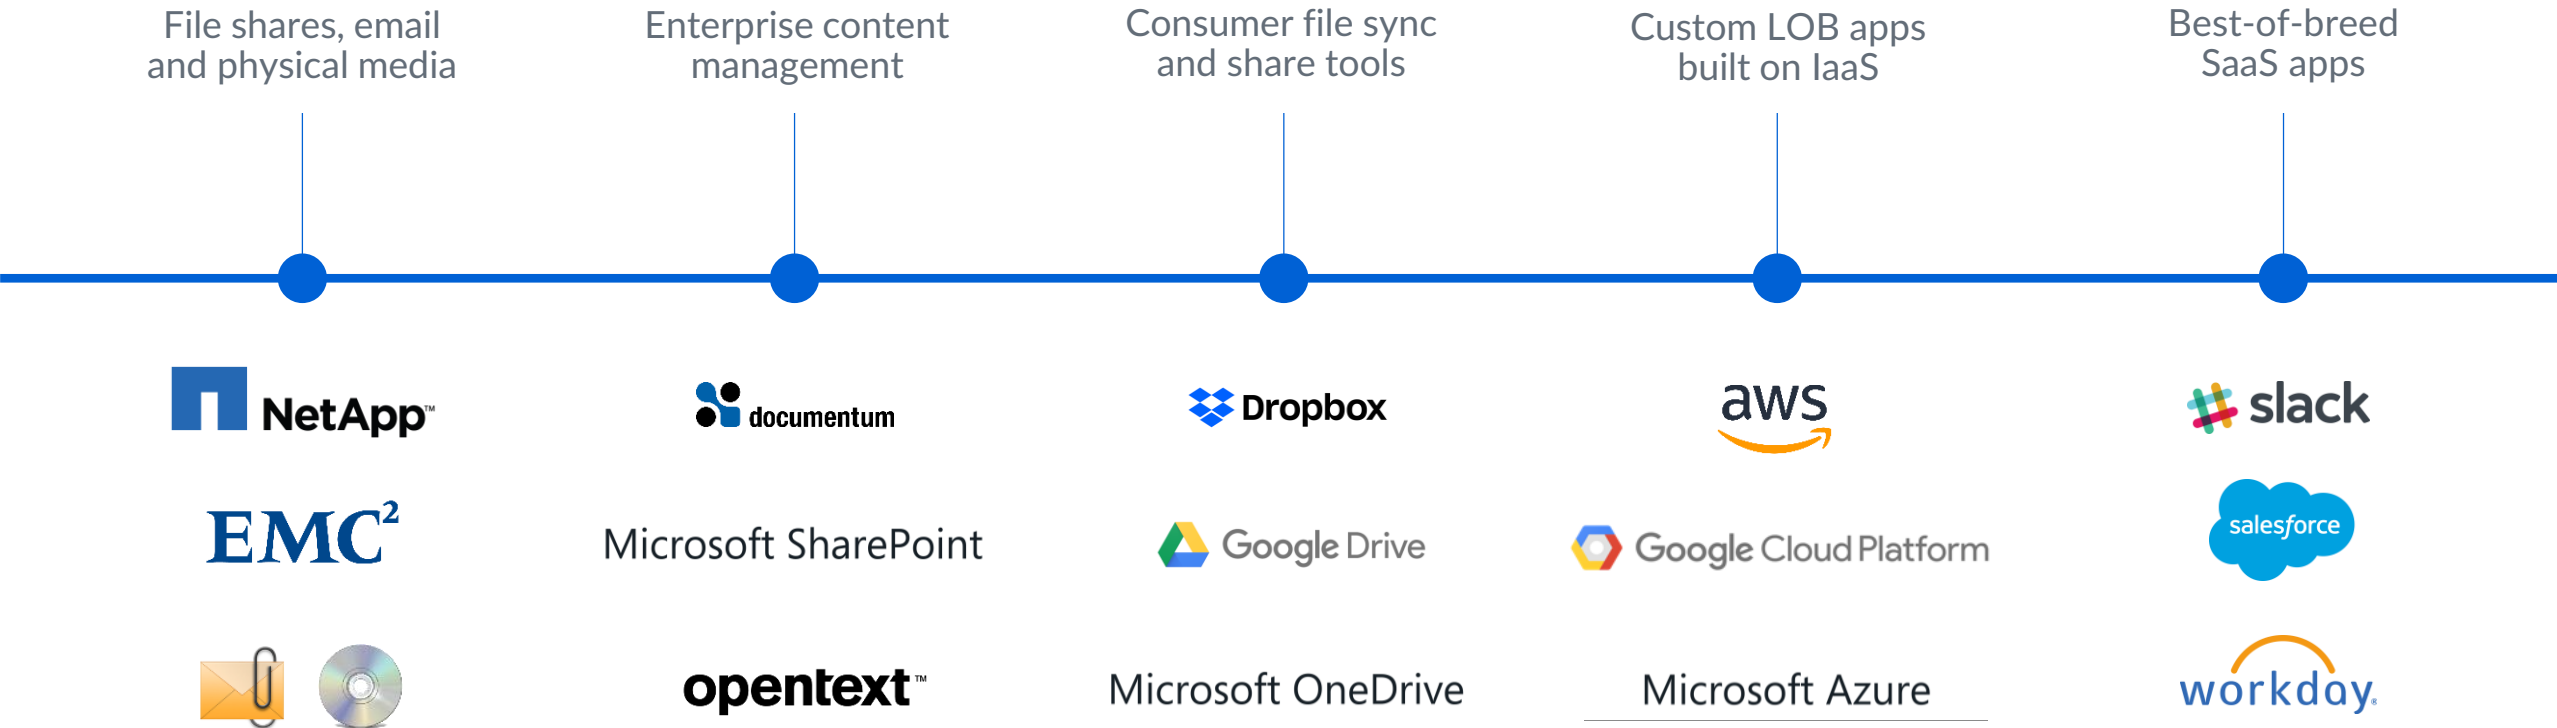 File shares, email
and physical media
Enterprise content
management
Consumer file sync
and share tools
Custom LOB apps
built on IaaS
Best-of-breed
SaaS apps
NetApp™
documentum
Dropbox
aws
slack
EMC²
Microsoft SharePoint
Google Drive
Google Cloud Platform
salesforce
opentext™
Microsoft OneDrive
Microsoft Azure
workday®